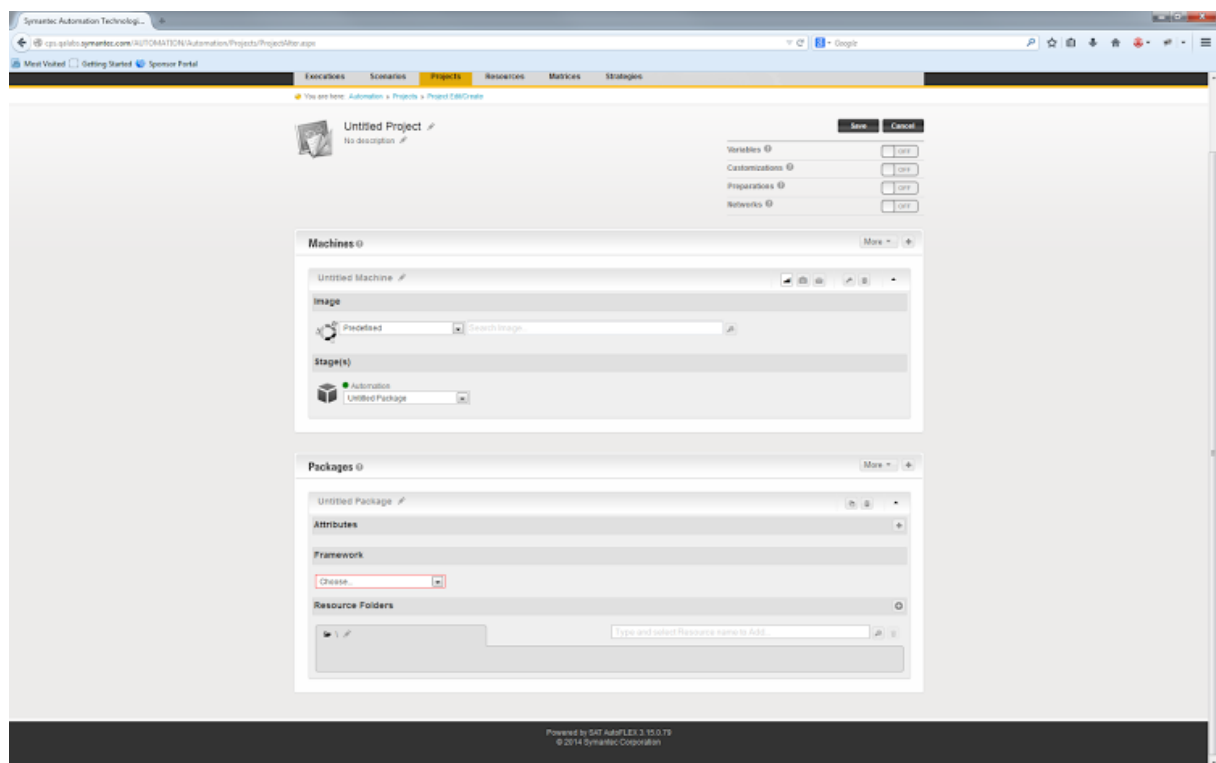 Symantec Automation Technologi...
cps.qalabs.symantec.com/AUTOMATION/Automation/Projects/ProjectAlter.aspx
Google
Most Visited Getting Started Sponsor Portal
Executions Scenarios Projects Resources Matrices Strategies
You are here: Automation Projects Project Edit/Create
Untitled Project
No description
Save Cancel
Variables OFF
Customizations OFF
Preparations OFF
Networks OFF
Machines More
Untitled Machine
Image
Predefined Search Image...
Stage(s)
Automation
Untitled Package
Packages More
Untitled Package
Attributes
Framework
Choose...
Resource Folders
\ Type and select Resource name to Add...
Powered by SAT AutoFLEX 3.15.0.79
© 2014 Symantec Corporation